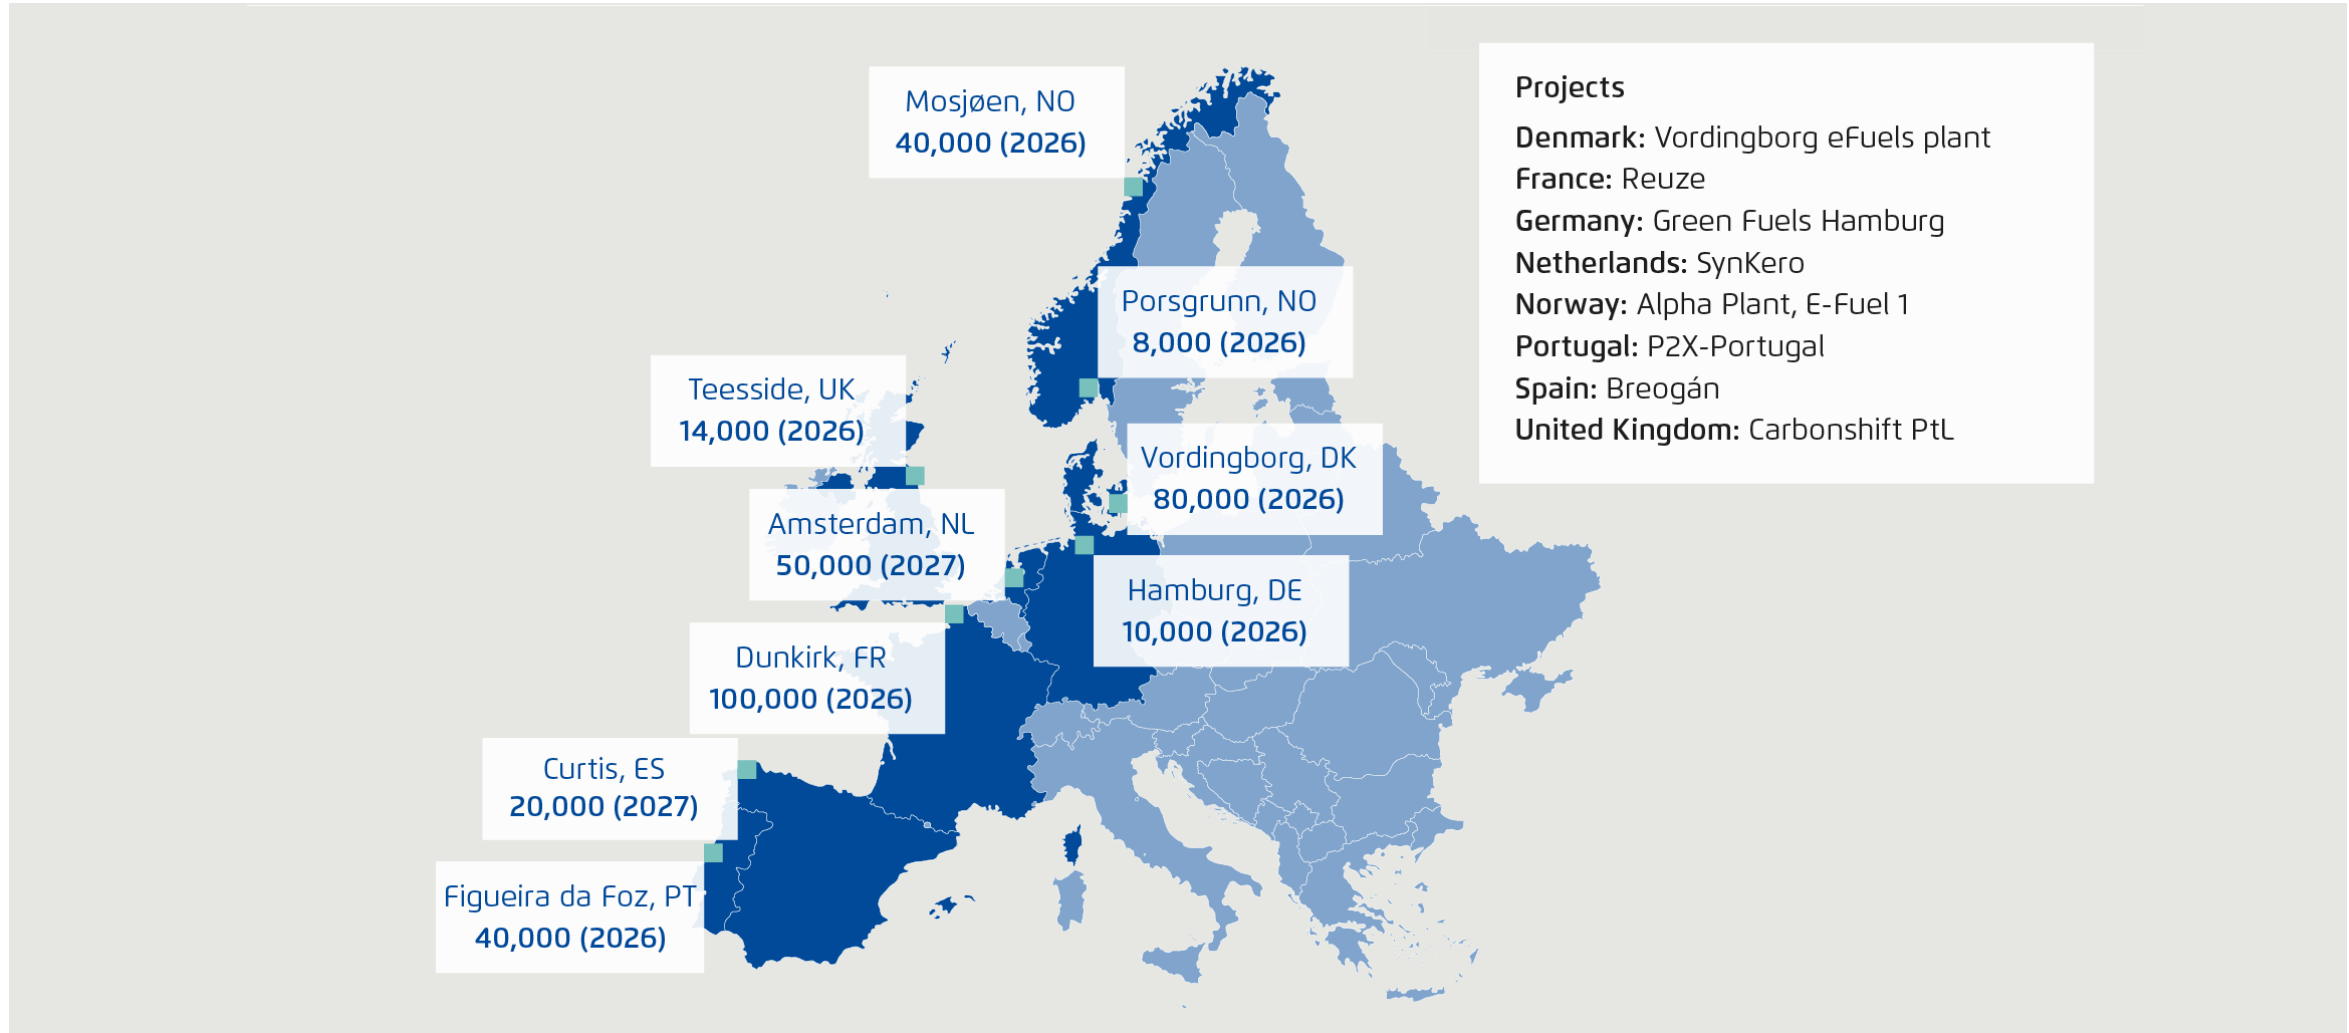 Mosjøen, NO
40,000 (2026)
Porsgrunn, NO
8,000 (2026)
Teesside, UK
14,000 (2026)
Vordingborg, DK
80,000 (2026)
Amsterdam, NL
50,000 (2027)
Hamburg, DE
10,000 (2026)
Dunkirk, FR
100,000 (2026)
Curtis, ES
20,000 (2027)
Figueira da Foz, PT
40,000 (2026)
Projects
Denmark: Vordingborg eFuels plant
France: Reuze
Germany: Green Fuels Hamburg
Netherlands: SynKero
Norway: Alpha Plant, E-Fuel 1
Portugal: P2X-Portugal
Spain: Breogán
United Kingdom: Carbonshift PtL